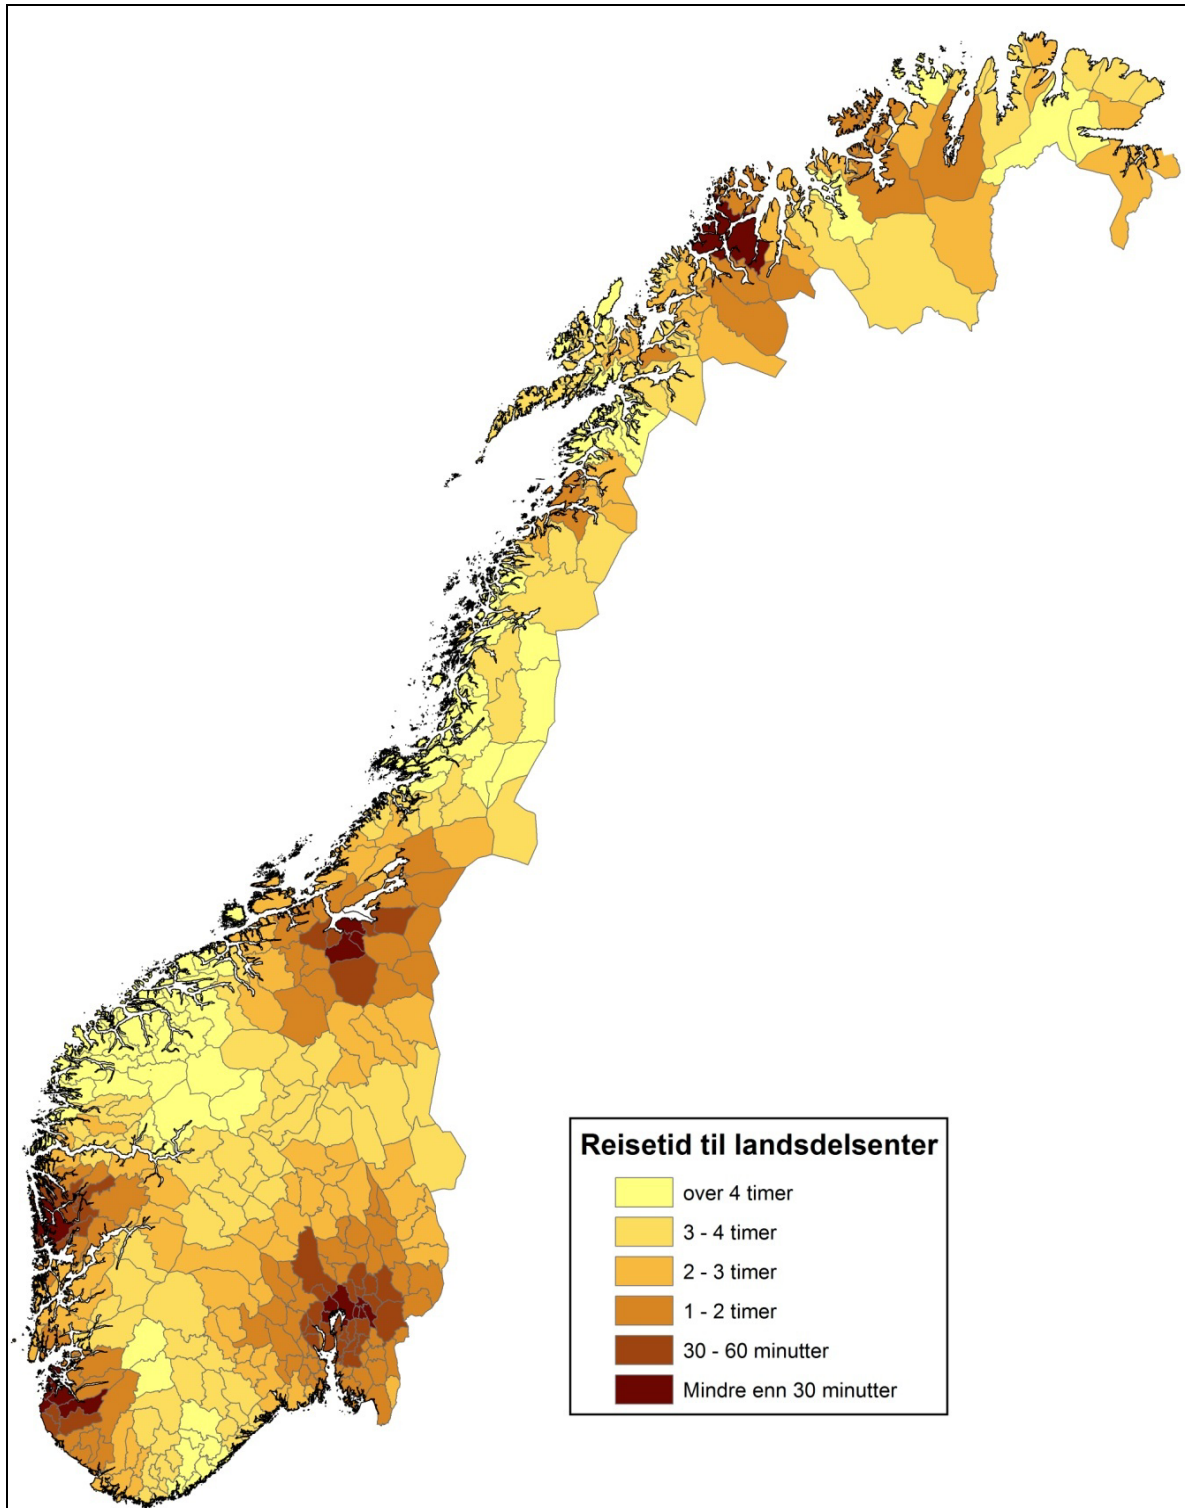 Reisetid til landsdelsenter
over 4 timer
3 - 4 timer
2 - 3 timer
1 - 2 timer
30 - 60 minutter
Mindre enn 30 minutter